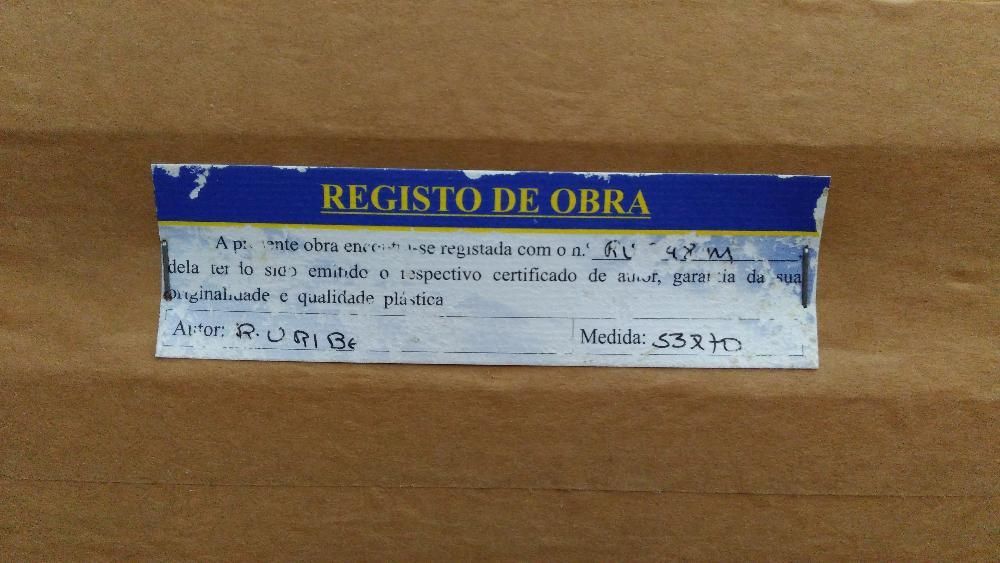 REGISTO DE OBRA
A presente obra encontra-se registada com o n.º
dela tendo sido emitido o respectivo certificado de autor, garantia da sua
originalidade e qualidade plástica
Autor: R. URIBE Medida: 53x70